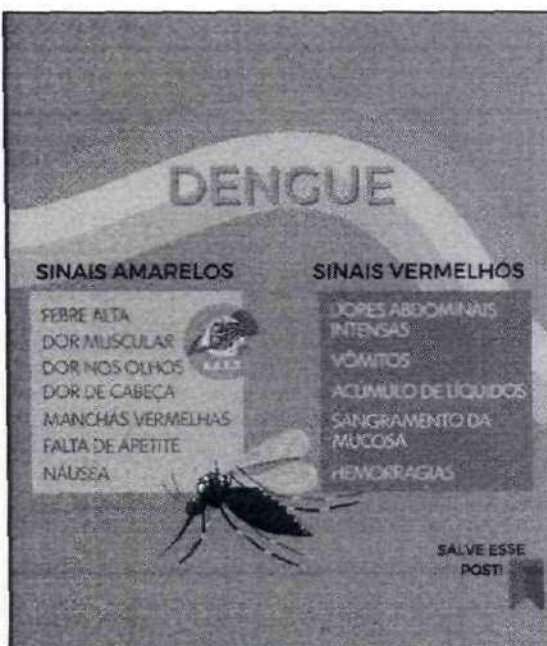 DENGUE
SINAIS AMARELOS
FEBRE ALTA
DOR MUSCULAR
DOR NOS OLHOS
DOR DE CABEÇA
MANCHAS VERMELHAS
FALTA DE APETITE
NÁUSEA
SINAIS VERMELHOS
DORES ABDOMINAIS
INTENSAS
VÔMITOS
ACÚMULO DE LÍQUIDOS
SANGRAMENTO DA
MUCOSA
HEMORRAGIAS
SALVE ESSE
POST!